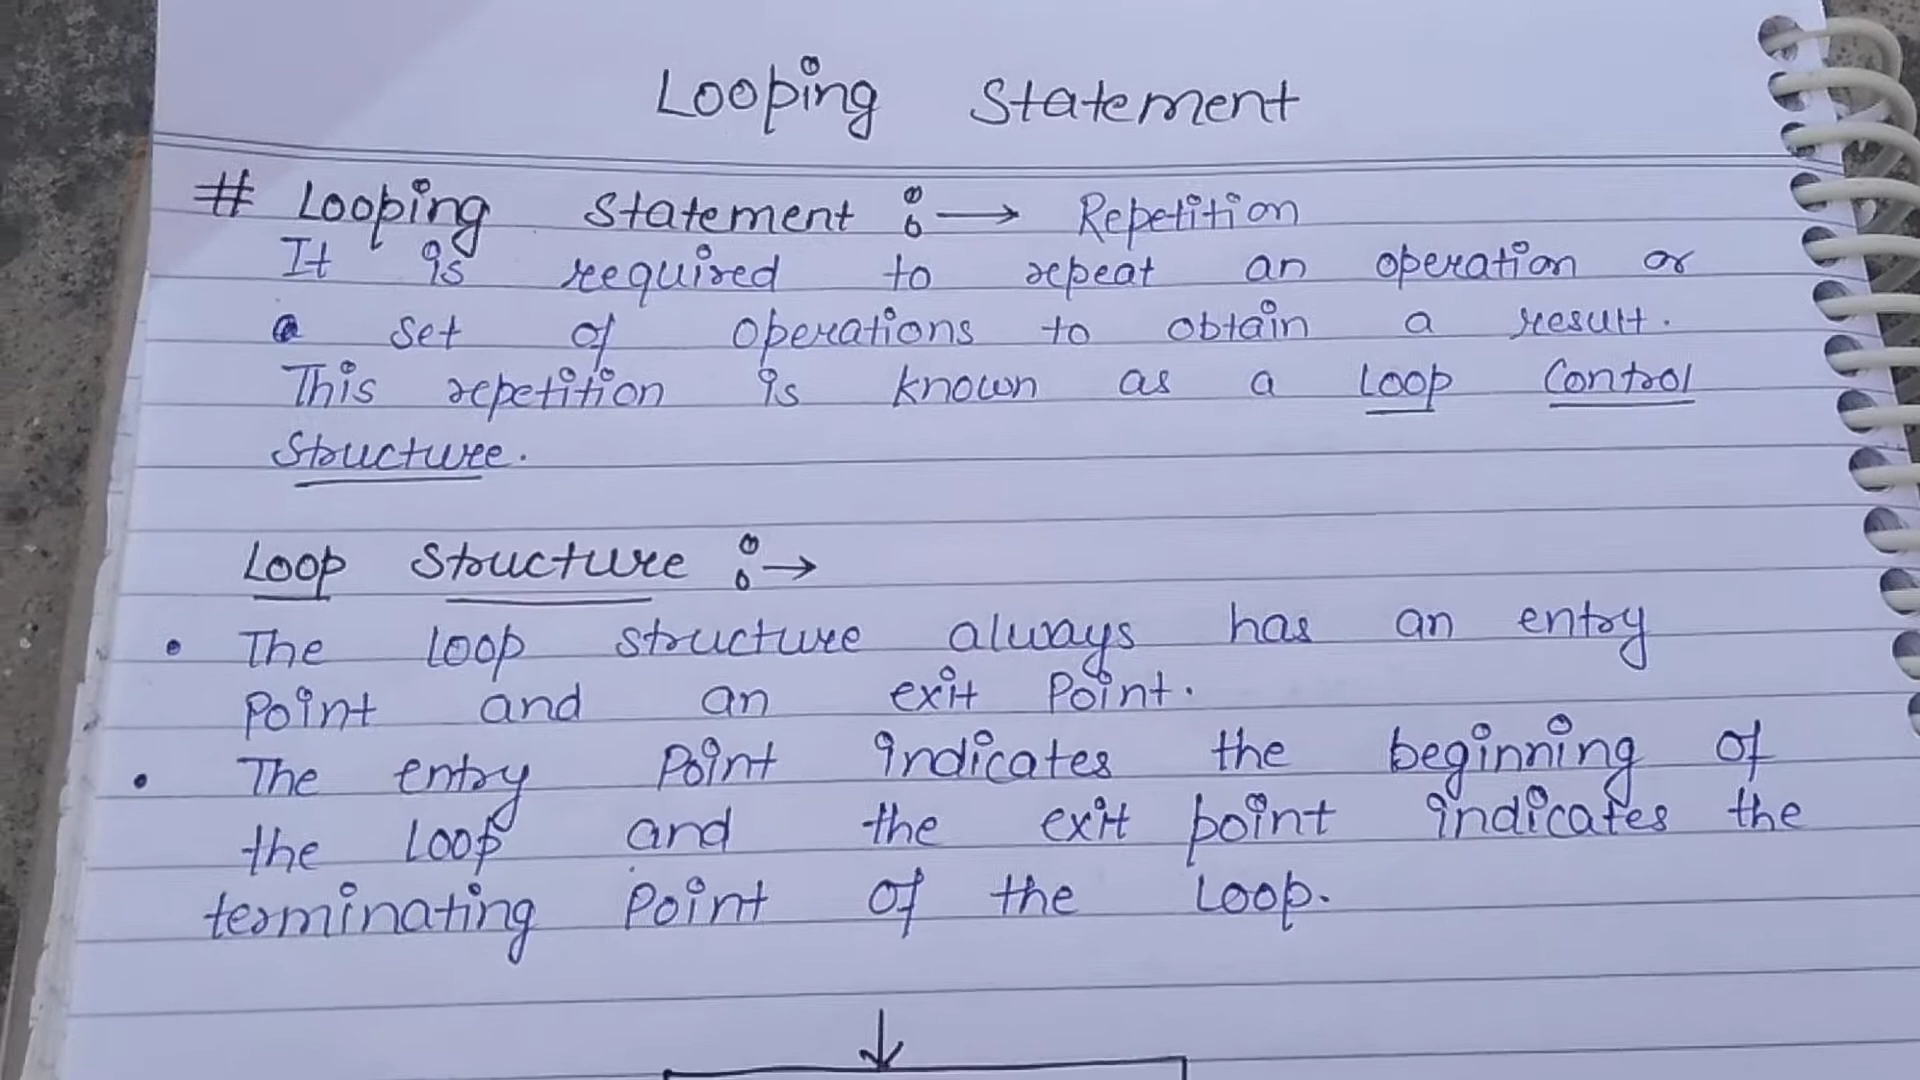 Looping Statement
# Looping Statement :→ Repetition
It is required to repeat an operation or
a set of operations to obtain a result.
This repetition is known as a Loop Control
Structure.
Loop Structure :→
• The loop structure always has an entry
Point and an exit Point.
• The entry Point indicates the beginning of
the loop and the exit point indicates the
terminating Point of the Loop.